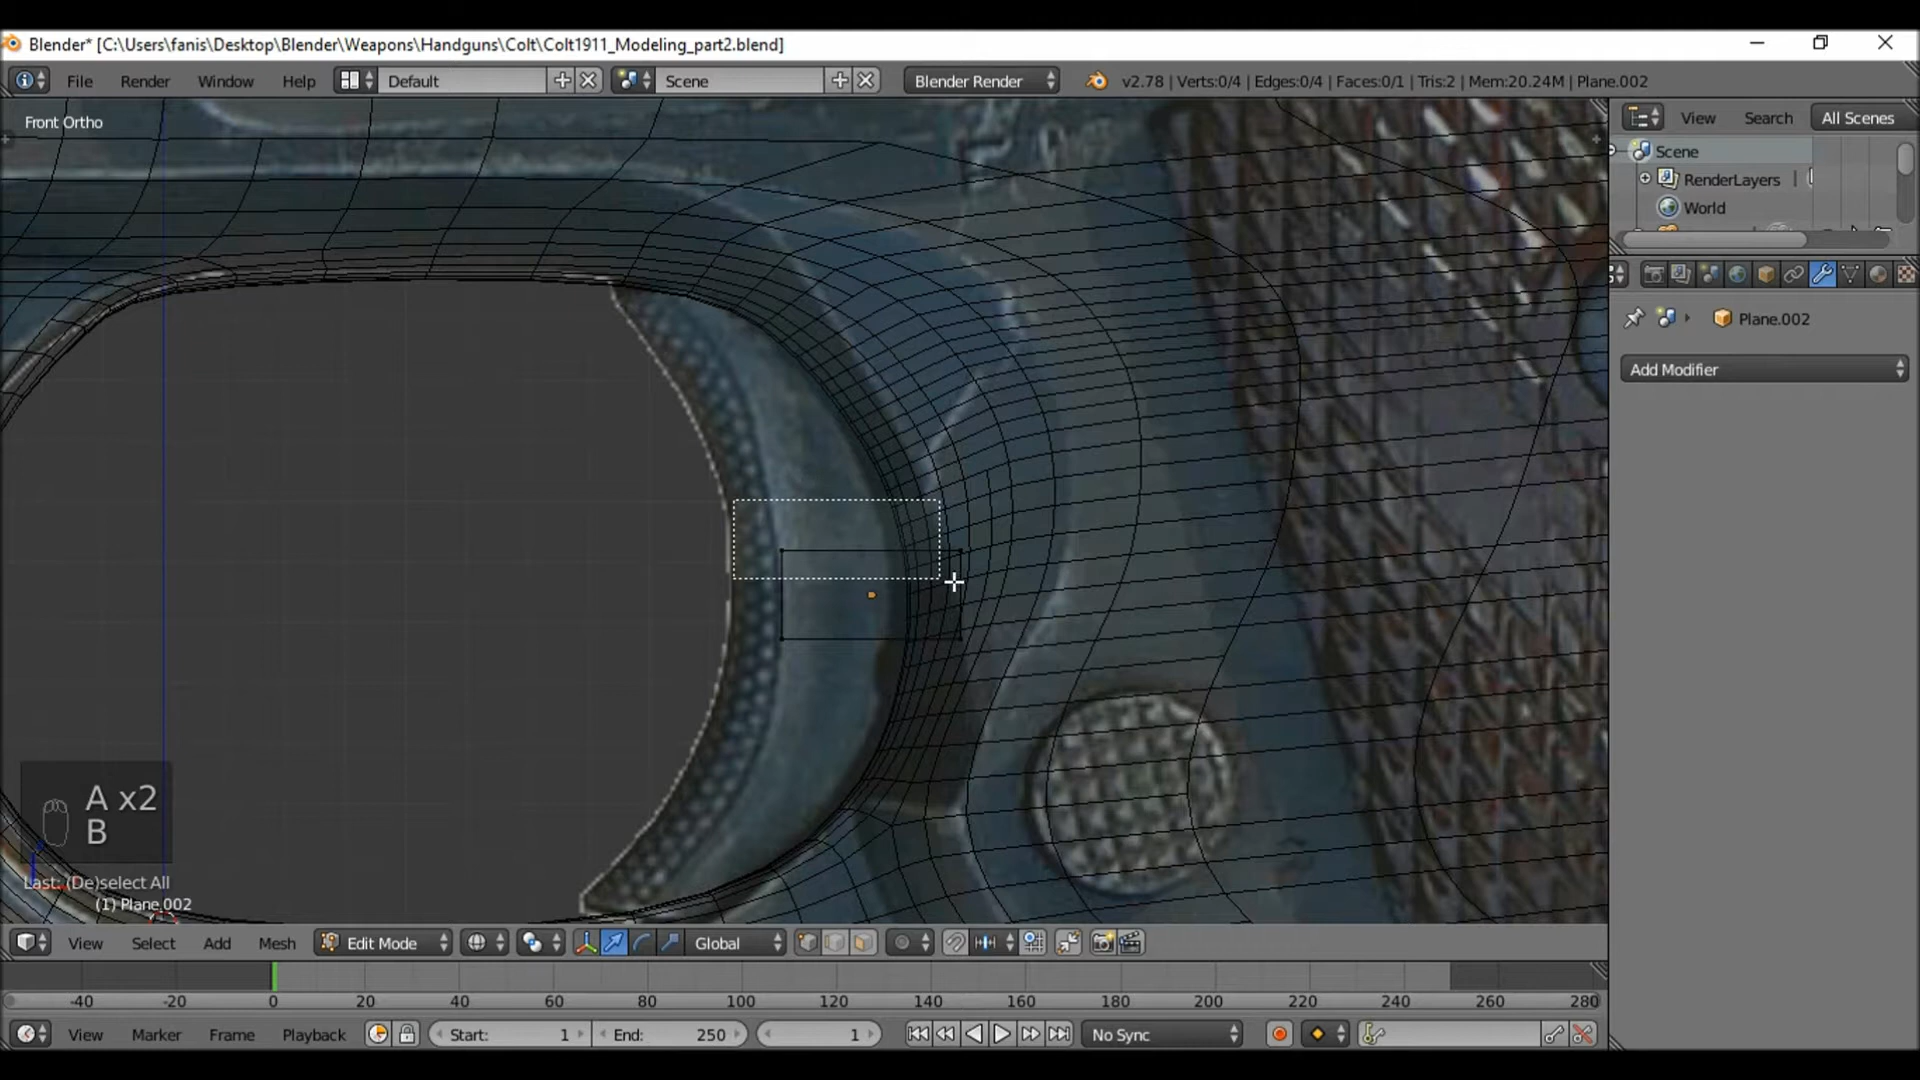 Blender* [C:\Users\fanis\Desktop\Blender\Weapons\Handguns\Colt\Colt1911_Modeling_part2.blend]
File Render Window Help Default Scene Blender Render v2.78 | Verts:0/4 | Edges:0/4 | Faces:0/1 | Tris:2 | Mem:20.24M | Plane.002
Front Ortho
View Search All Scenes
Scene
RenderLayers
World
Plane.002
Add Modifier
A x2
B
Last: (De)select All
(1) Plane.002
View Select Add Mesh Edit Mode Global
-40 -20 0 20 40 60 80 100 120 140 160 180 200 220 240 260 280
View Marker Frame Playback Start: 1 End: 250 1 No Sync